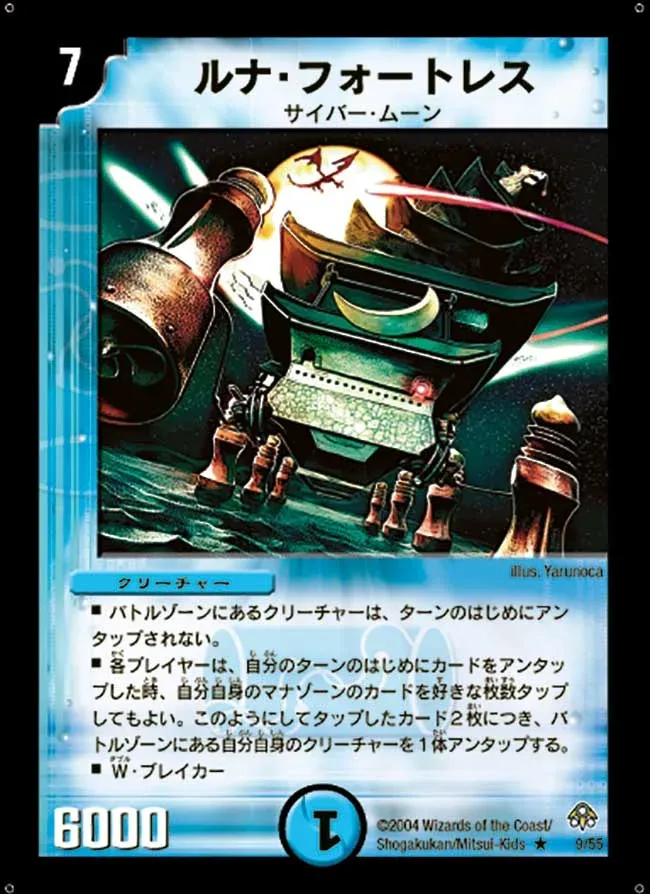 7
ルナ・フォートレス
サイバー・ムーン
illus. Yarunoca
クリーチャー
■ バトルゾーンにあるクリーチャーは、ターンのはじめにアン
タップされない。
■ 各プレイヤーは、自分のターンのはじめにカードをアンタッ
プした時、自分自身のマナゾーンのカードを好きな枚数タップ
してもよい。このようにしてタップしたカード2枚につき、バ
トルゾーンにある自分自身のクリーチャーを1体アンタップする。
■ W・ブレイカー
6000
1
©2004 Wizards of the Coast/
Shogakukan/Mitsui-Kids ★ 9/55